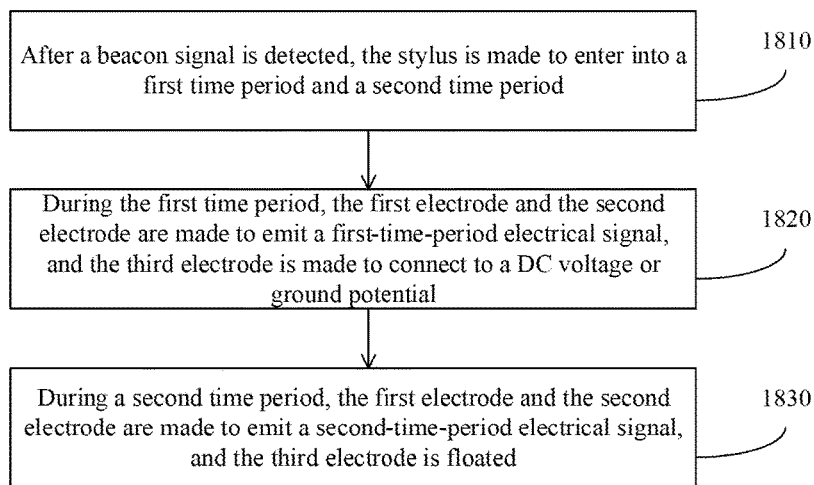 After a beacon signal is detected, the stylus is made to enter into a
first time period and a second time period
1810
During the first time period, the first electrode and the second
electrode are made to emit a first-time-period electrical signal,
and the third electrode is made to connect to a DC voltage or
ground potential
1820
During a second time period, the first electrode and the second
electrode are made to emit a second-time-period electrical signal,
and the third electrode is floated
1830